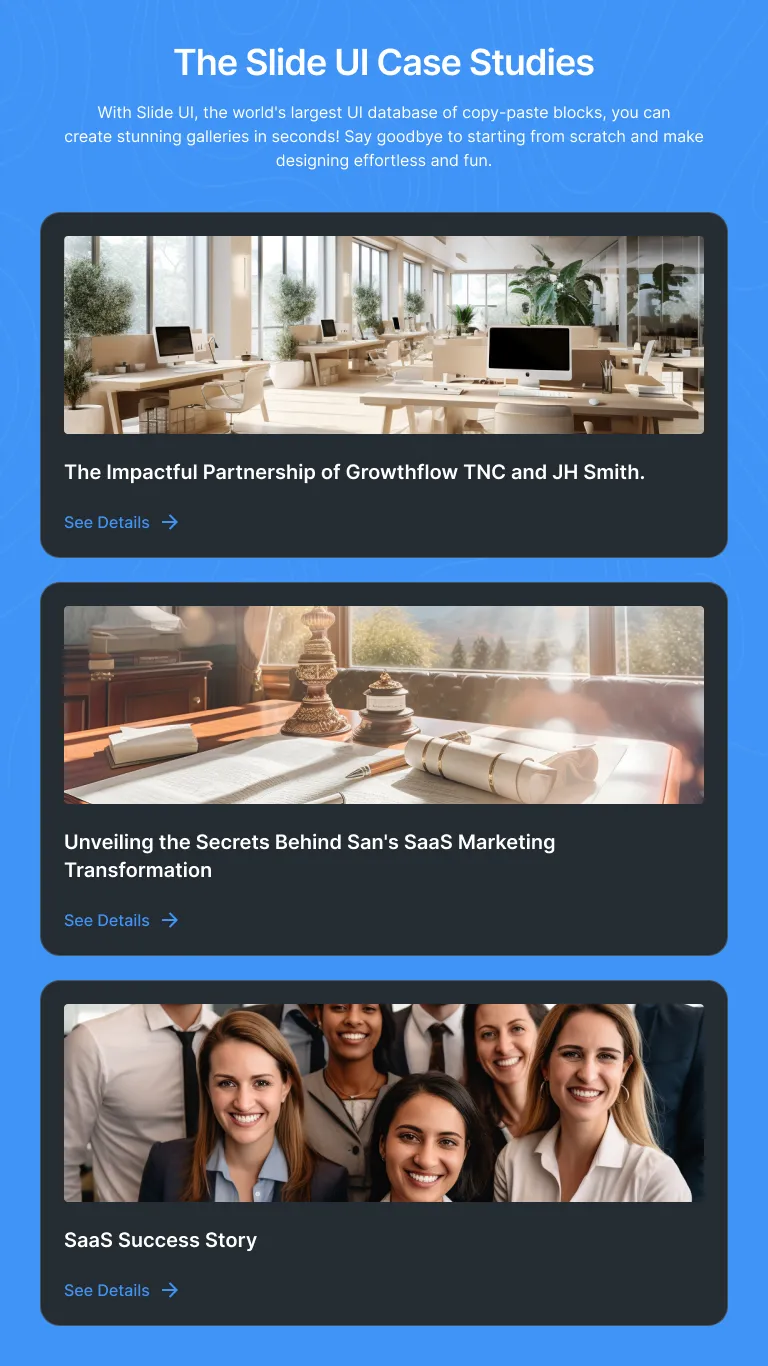 The Slide UI Case Studies
With Slide UI, the world's largest UI database of copy-paste blocks, you can
create stunning galleries in seconds! Say goodbye to starting from scratch and make
designing effortless and fun.
The Impactful Partnership of Growthflow TNC and JH Smith.
See Details
Unveiling the Secrets Behind San's SaaS Marketing
Transformation
See Details
SaaS Success Story
See Details